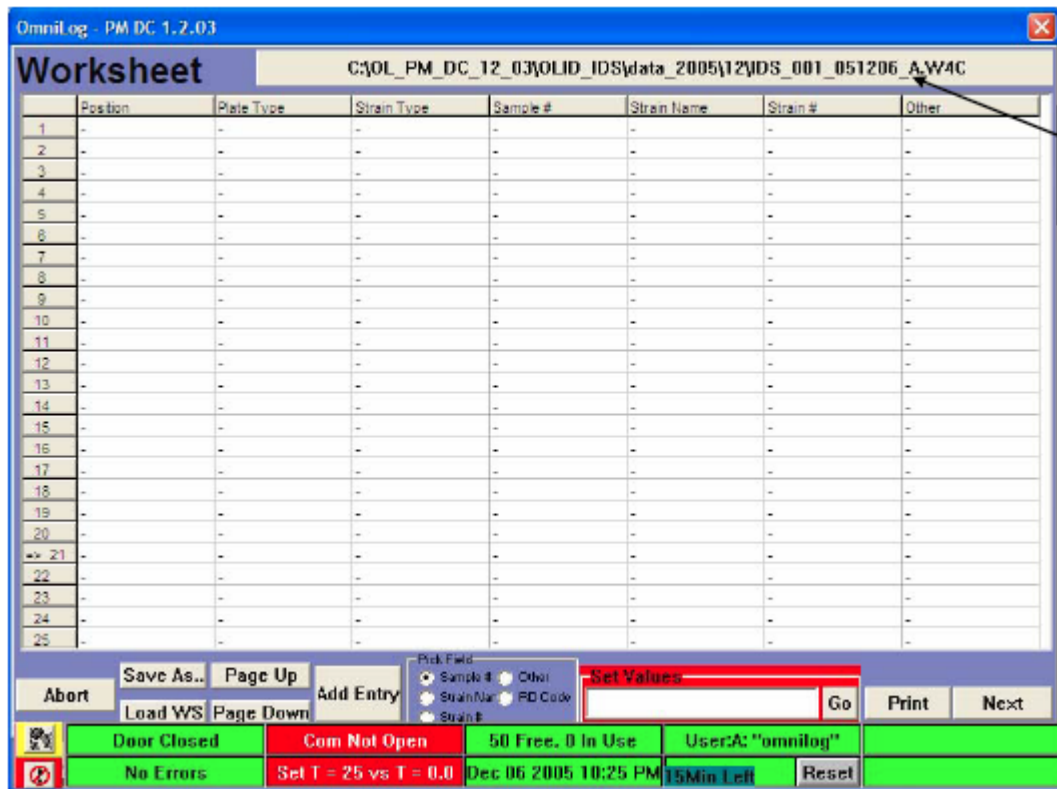 OmniLog - PM DC 1.2.03
Worksheet
C:\OL_PM_DC_12_03\OLID_IDS\data_2005\12\IDS_001_051206_A.W4C
Position Plate Type Strain Type Sample # Strain Name Strain # Other
1 - - - - - - -
2 - - - - - - -
3 - - - - - - -
4 - - - - - - -
5 - - - - - - -
6 - - - - - - -
7 - - - - - - -
8 - - - - - - -
9 - - - - - - -
10 - - - - - - -
11 - - - - - - -
12 - - - - - - -
13 - - - - - - -
14 - - - - - - -
15 - - - - - - -
16 - - - - - - -
17 - - - - - - -
18 - - - - - - -
19 - - - - - - -
20 - - - - - - -
=> 21 - - - - - - -
22 - - - - - - -
23 - - - - - - -
24 - - - - - - -
25 - - - - - - -
Abort
Save As..
Page Up
Load WS
Page Down
Add Entry
Pick Field
Sample # Other
Strain Nar RD Code
Strain #
Set Values
Go
Print
Next
Door Closed Com Not Open 50 Free. 0 In Use User:A: "omnilog"
No Errors Set T = 25 vs T = 0.0 Dec 06 2005 10:25 PM 15Min Left Reset